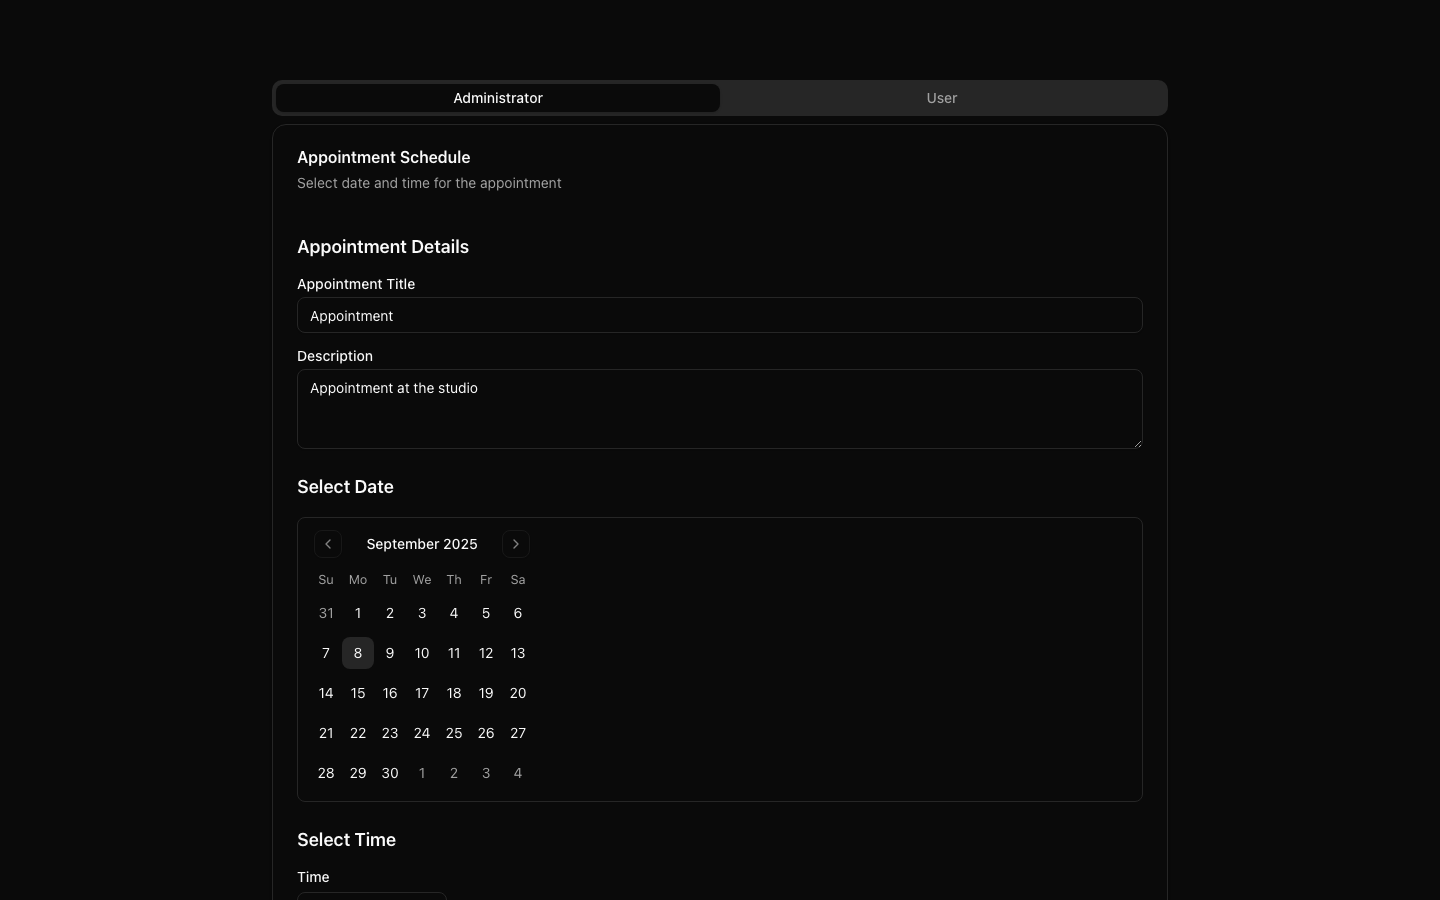 Administrator User
Appointment Schedule
Select date and time for the appointment
Appointment Details
Appointment Title
Appointment
Description
Appointment at the studio
Select Date
September 2025
Su Mo Tu We Th Fr Sa
31 1 2 3 4 5 6
7 8 9 10 11 12 13
14 15 16 17 18 19 20
21 22 23 24 25 26 27
28 29 30 1 2 3 4
Select Time
Time